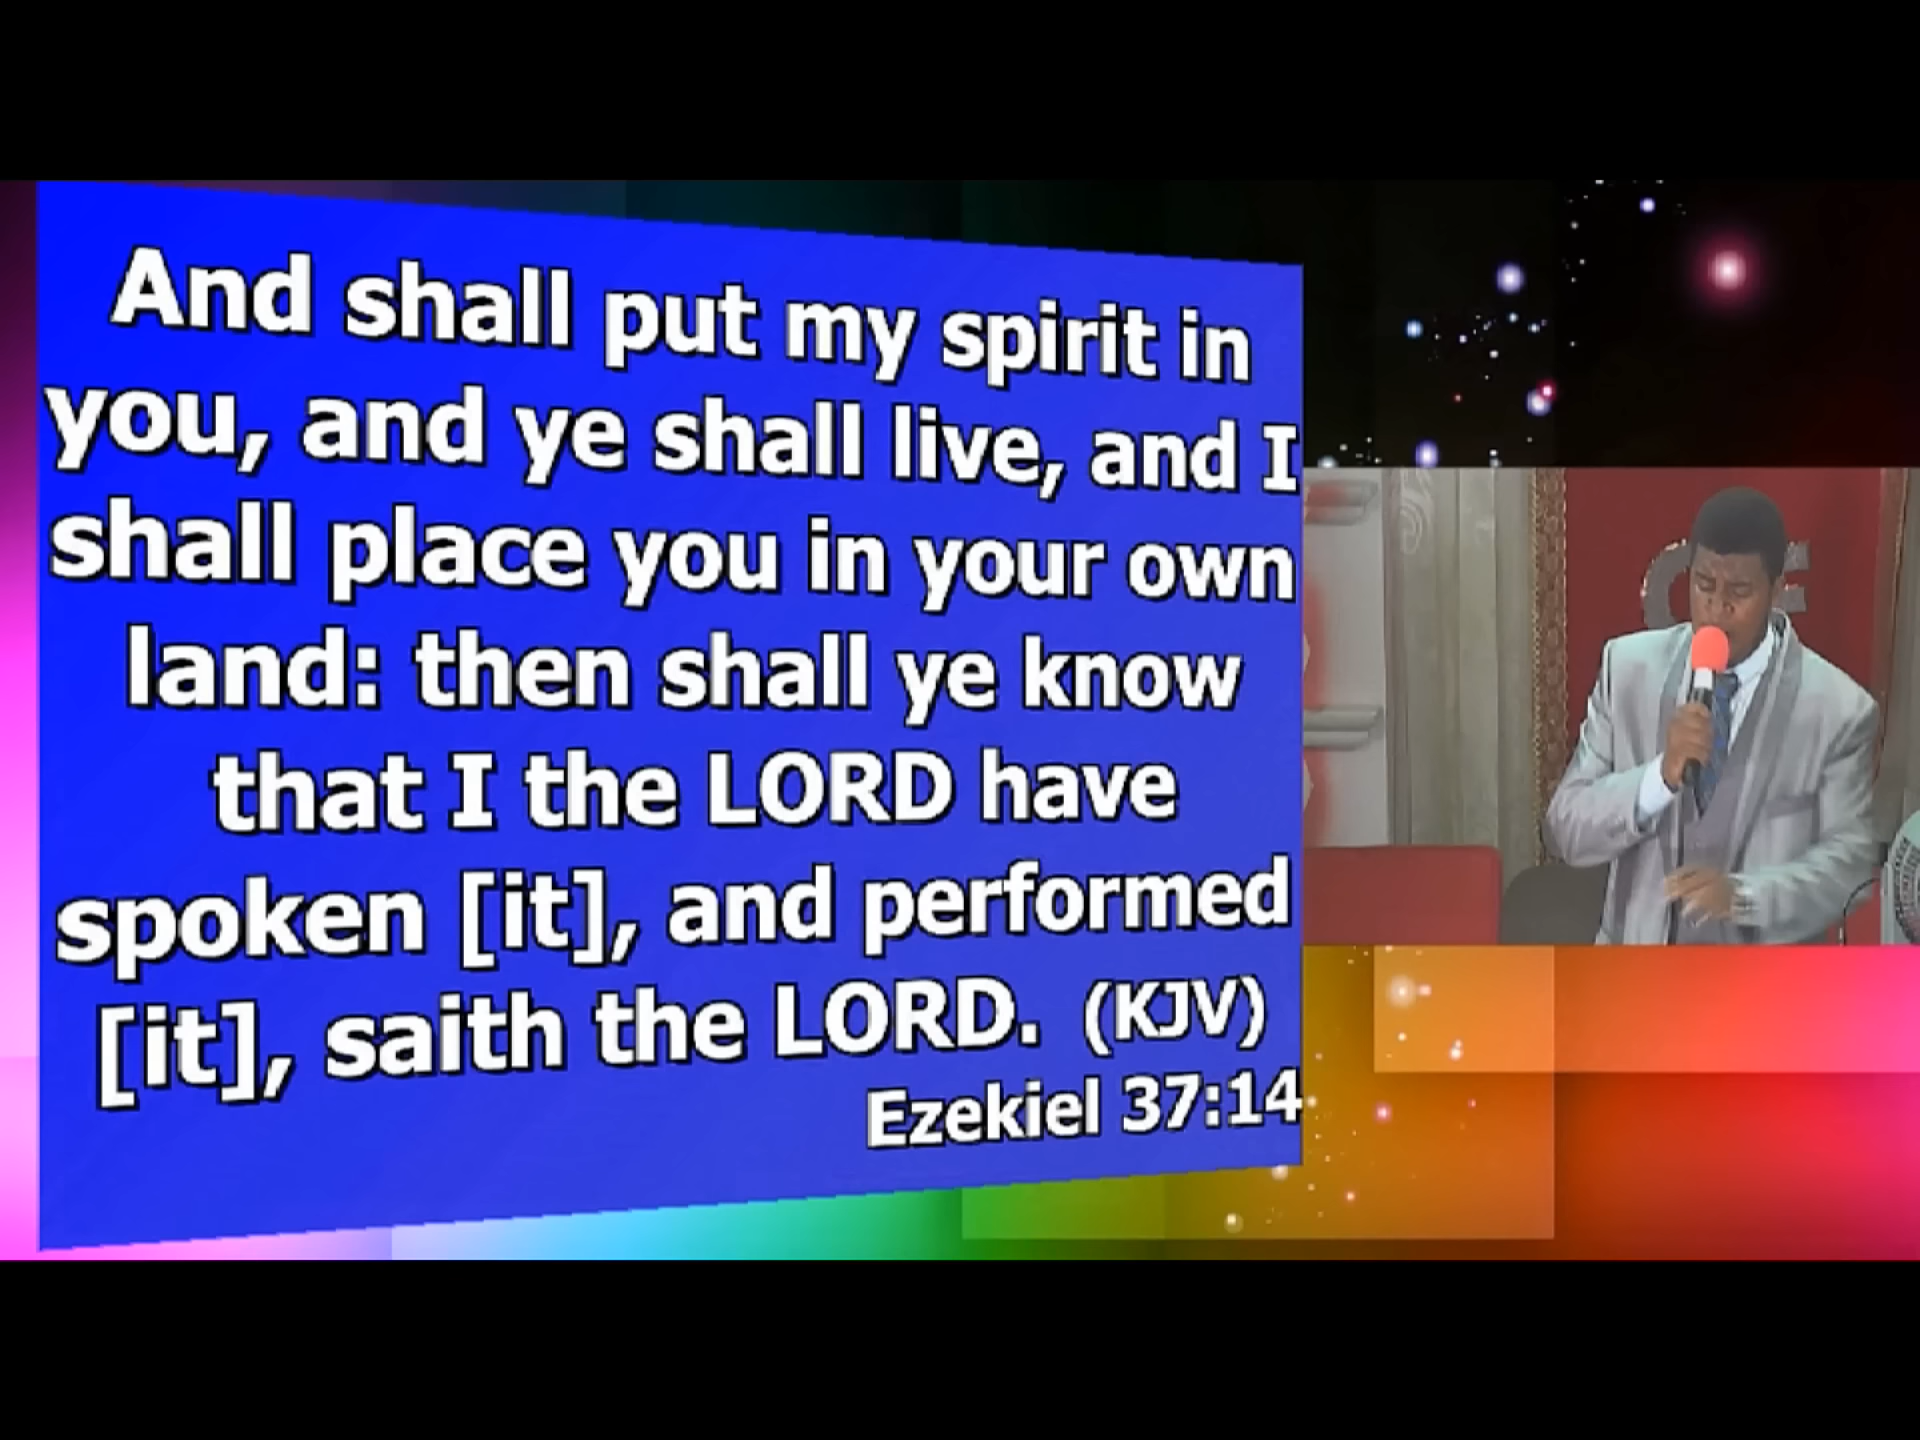 And shall put my spirit in
you, and ye shall live, and I
shall place you in your own
land: then shall ye know
that I the LORD have
spoken [it], and performed
[it], saith the LORD. (KJV)
Ezekiel 37:14